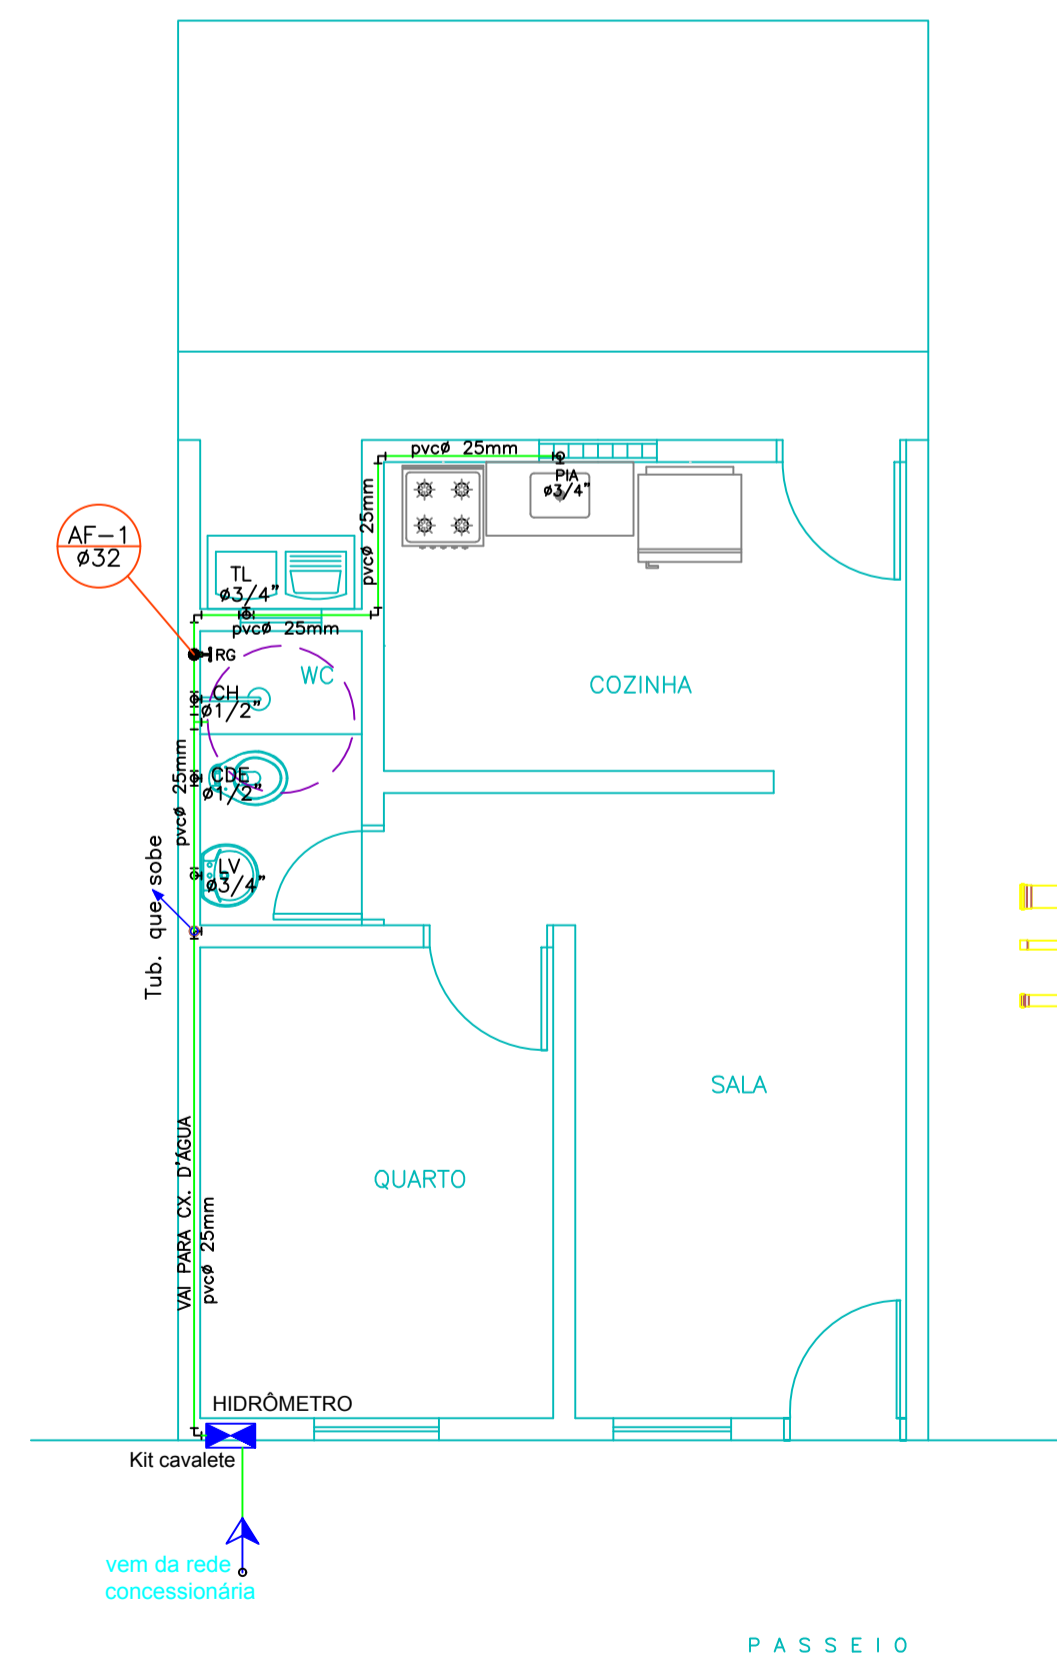 pvcø 25mm
PIA
ø3/4"
pvcø 25mm
AF-1
ø32
TL
ø3/4"
pvcø 25mm
RG
WC
COZINHA
CH
ø1/2"
pvcø 25mm
CDE
ø1/2"
LV
ø3/4"
Tub. que sobe
SALA
QUARTO
VAI PARA CX. D'ÁGUA
pvcø 25mm
HIDRÔMETRO
Kit cavalete
vem da rede
concessionária
PASSEIO